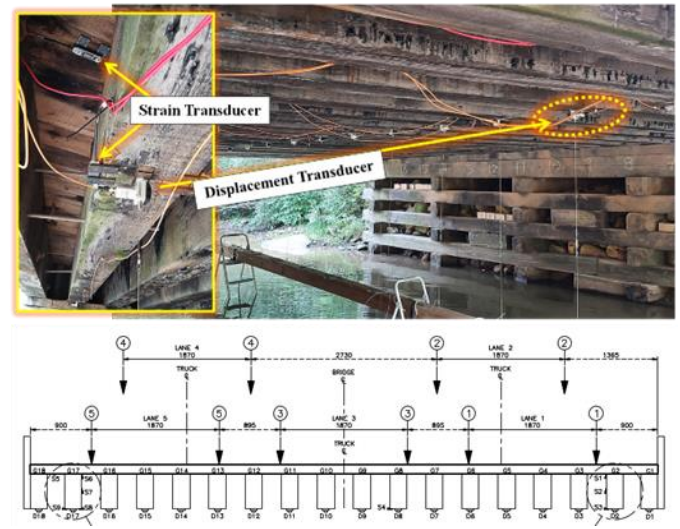 Strain Transducer
Displacement Transducer
④ ④ ② ②
LANE 4 LANE 2
1870 2730 1870 1365
TRUCK BRIDGE TRUCK
℄ ℄ ℄
⑤ ⑤ ③ ③ ① ①
LANE 5 LANE 3 LANE 1
900 1870 895 1870 895 1870 900
TRUCK
℄
G18 G17 G16 G15 G14 G13 G12 G11 G10 G9 G8 G7 G6 G5 G4 G3 G2 G1
S5 S6 S1
S7 S2
S8 S4 S3
D18 D17 D16 D15 D14 D13 D12 D11 D10 D9 D8 D7 D6 D5 D4 D3 D2 D1